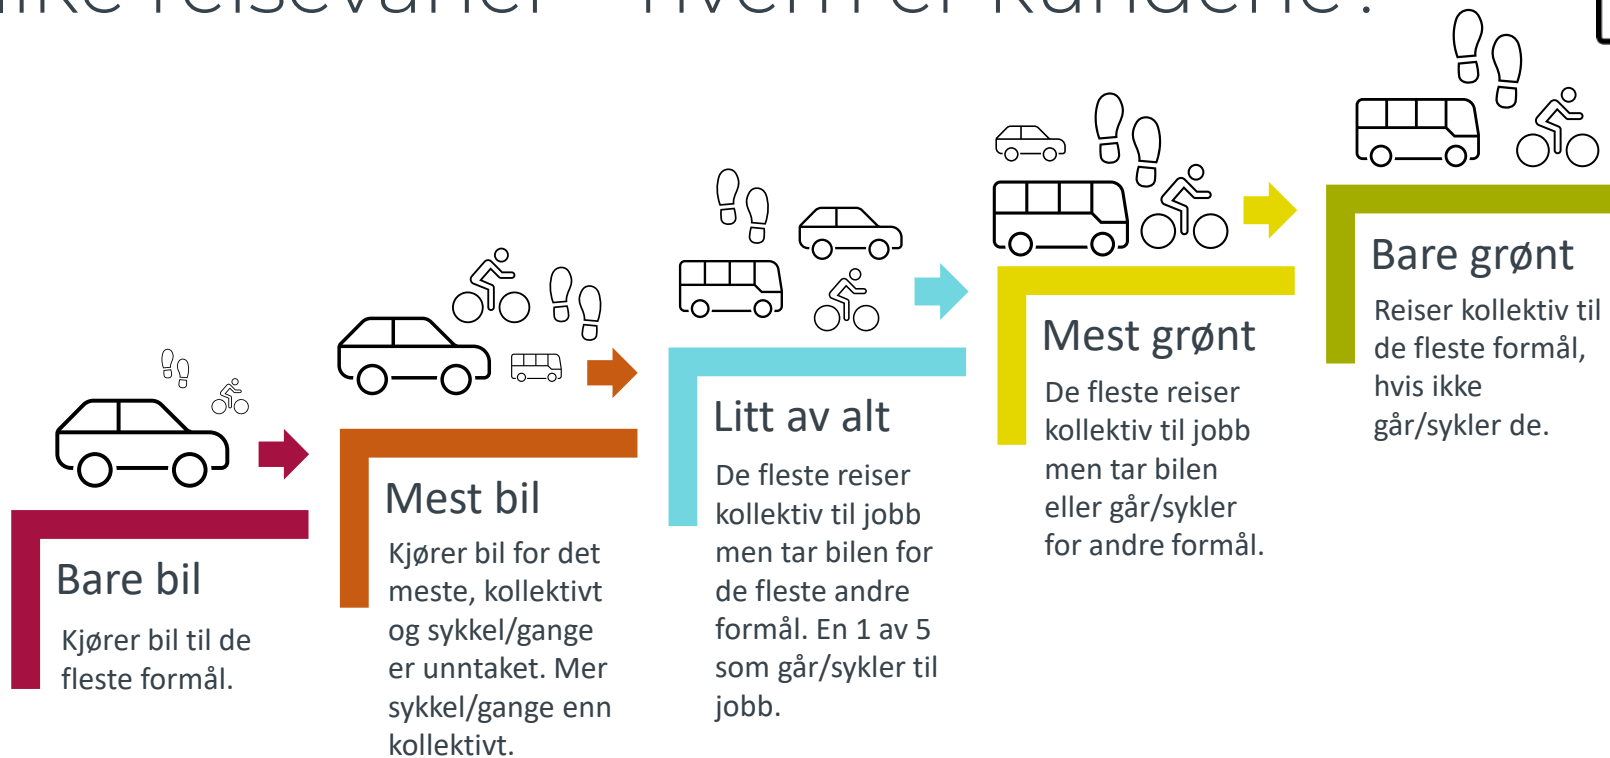 reisevaner – hvem er kundene?
Bare bil
Kjører bil til de
fleste formål.
Mest bil
Kjører bil for det
meste, kollektivt
og sykkel/gange
er unntaket. Mer
sykkel/gange enn
kollektivt.
Litt av alt
De fleste reiser
kollektiv til jobb
men tar bilen for
de fleste andre
formål. En 1 av 5
som går/sykler til
jobb.
Mest grønt
De fleste reiser
kollektiv til jobb
men tar bilen
eller går/sykler
for andre formål.
Bare grønt
Reiser kollektiv til
de fleste formål,
hvis ikke
går/sykler de.